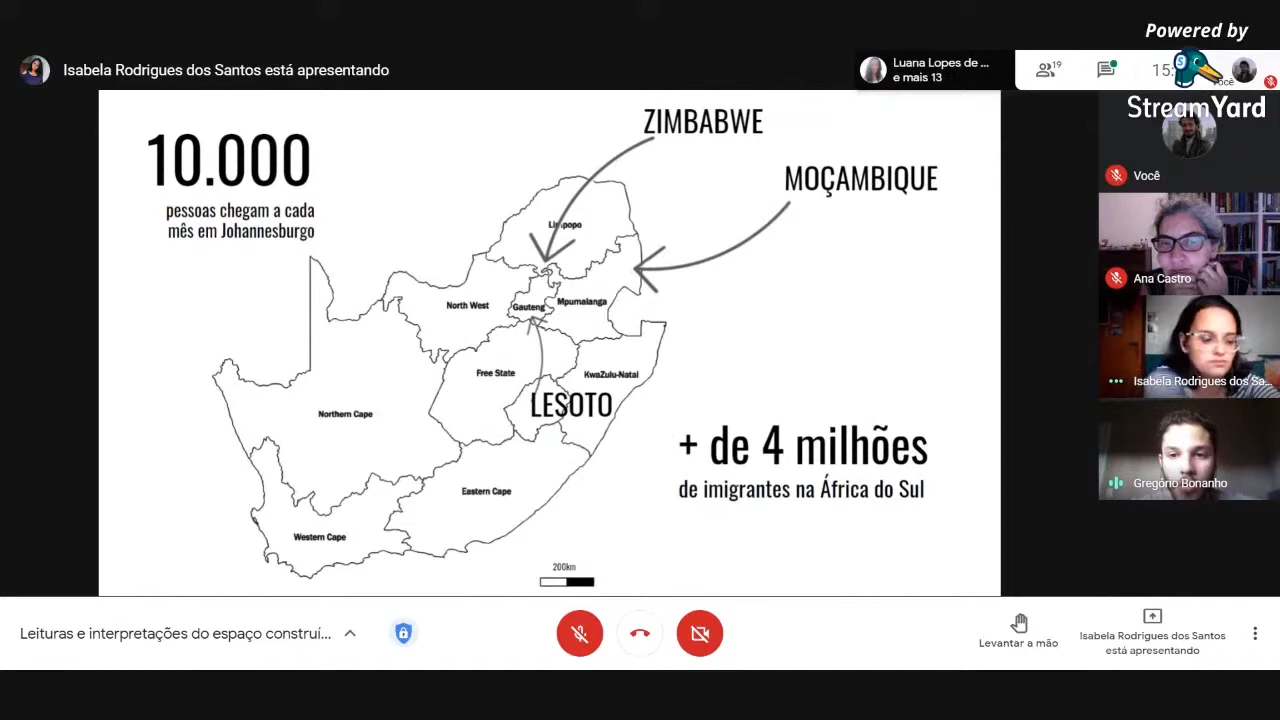 Powered by
StreamYard
Isabela Rodrigues dos Santos está apresentando
Luana Lopes de ...
e mais 13
19
15:
Você
10.000
pessoas chegam a cada
mês em Johannesburgo
ZIMBABWE
MOÇAMBIQUE
Limpopo
North West
Gauteng
Mpumalanga
Free State
KwaZulu-Natal
LESOTO
Northern Cape
Eastern Cape
Western Cape
+ de 4 milhões
de imigrantes na África do Sul
200km
Você
Ana Castro
Isabela Rodrigues dos Sa...
Gregório Bonanho
Leituras e interpretações do espaço construí...
Levantar a mão
Isabela Rodrigues dos Santos
está apresentando